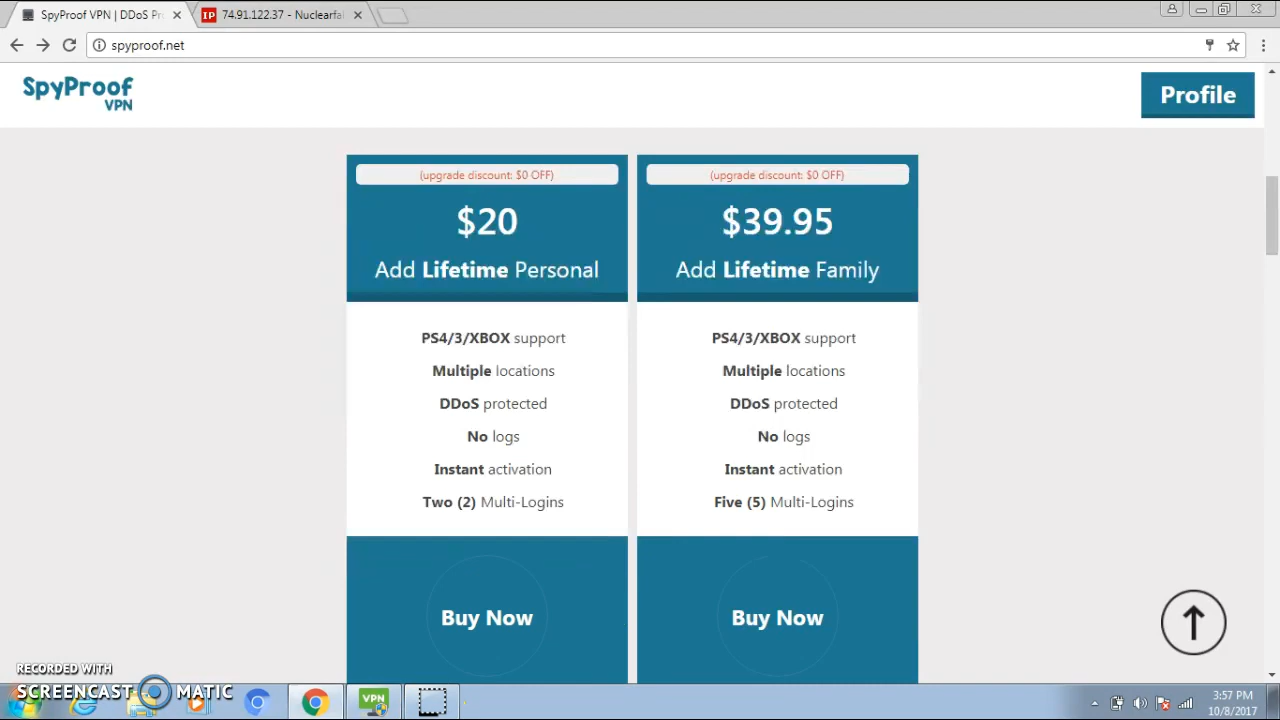 SpyProof VPN | DDoS Pr
74.91.122.37 - Nuclearfal
spyproof.net
SpyProof
VPN
Profile
(upgrade discount: $0 OFF)
$20
Add Lifetime Personal
PS4/3/XBOX support
Multiple locations
DDoS protected
No logs
Instant activation
Two (2) Multi-Logins
Buy Now
(upgrade discount: $0 OFF)
$39.95
Add Lifetime Family
PS4/3/XBOX support
Multiple locations
DDoS protected
No logs
Instant activation
Five (5) Multi-Logins
Buy Now
RECORDED WITH
SCREENCAST MATIC
VPN
3:57 PM
10/8/2017